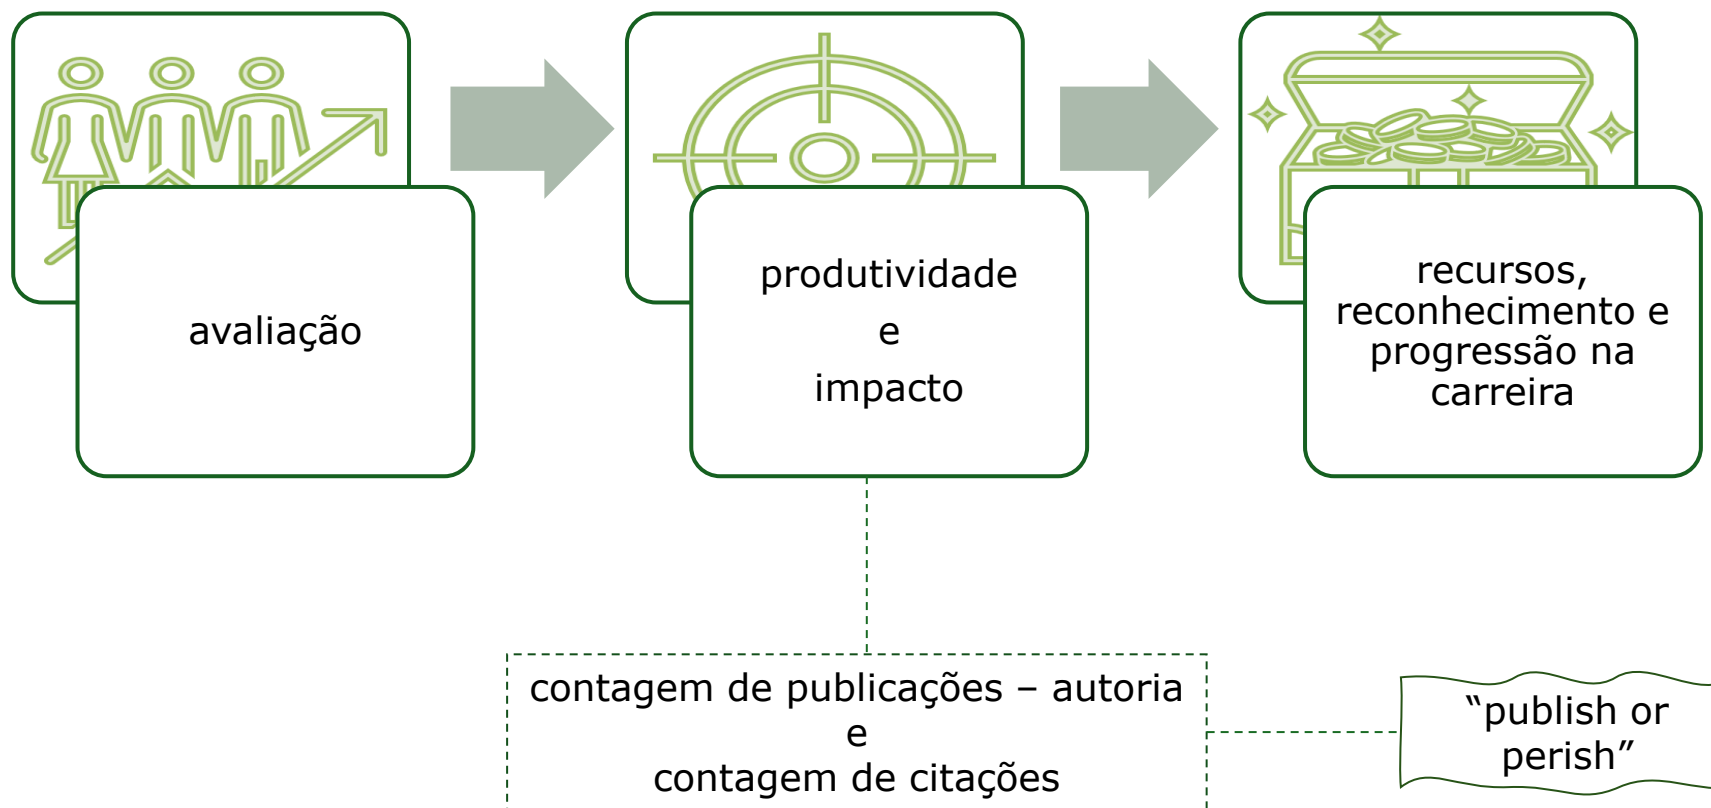 avaliação
produtividade
e
impacto
recursos,
reconhecimento e
progressão na
carreira
contagem de publicações – autoria
e
contagem de citações
“publish or
perish”